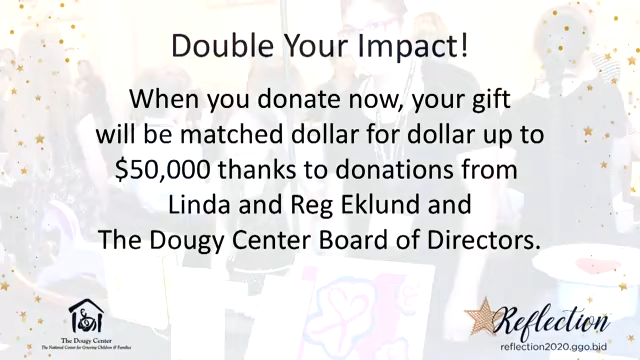 Double Your Impact!
When you donate now, your gift
will be matched dollar for dollar up to
$50,000 thanks to donations from
Linda and Reg Eklund and
The Dougy Center Board of Directors.
The Dougy Center
The National Center for Grieving Children & Families
Reflection
reflection2020.ggo.bid